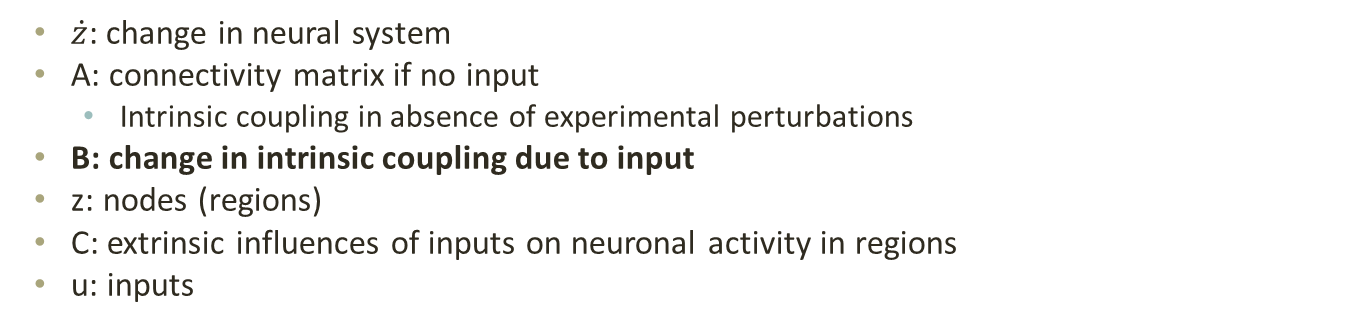 • ż: change in neural system
• A: connectivity matrix if no input
• Intrinsic coupling in absence of experimental perturbations
• B: change in intrinsic coupling due to input
• z: nodes (regions)
• C: extrinsic influences of inputs on neuronal activity in regions
• u: inputs